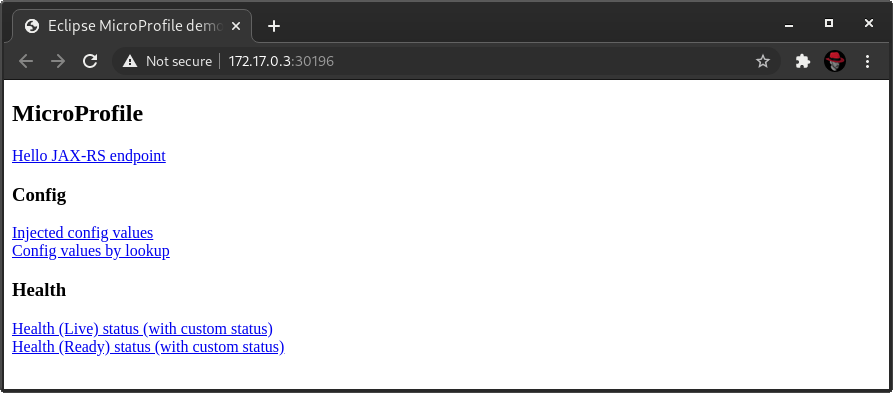 Eclipse MicroProfile demo
Not secure 172.17.0.3:30196
MicroProfile
Hello JAX-RS endpoint
Config
Injected config values
Config values by lookup
Health
Health (Live) status (with custom status)
Health (Ready) status (with custom status)